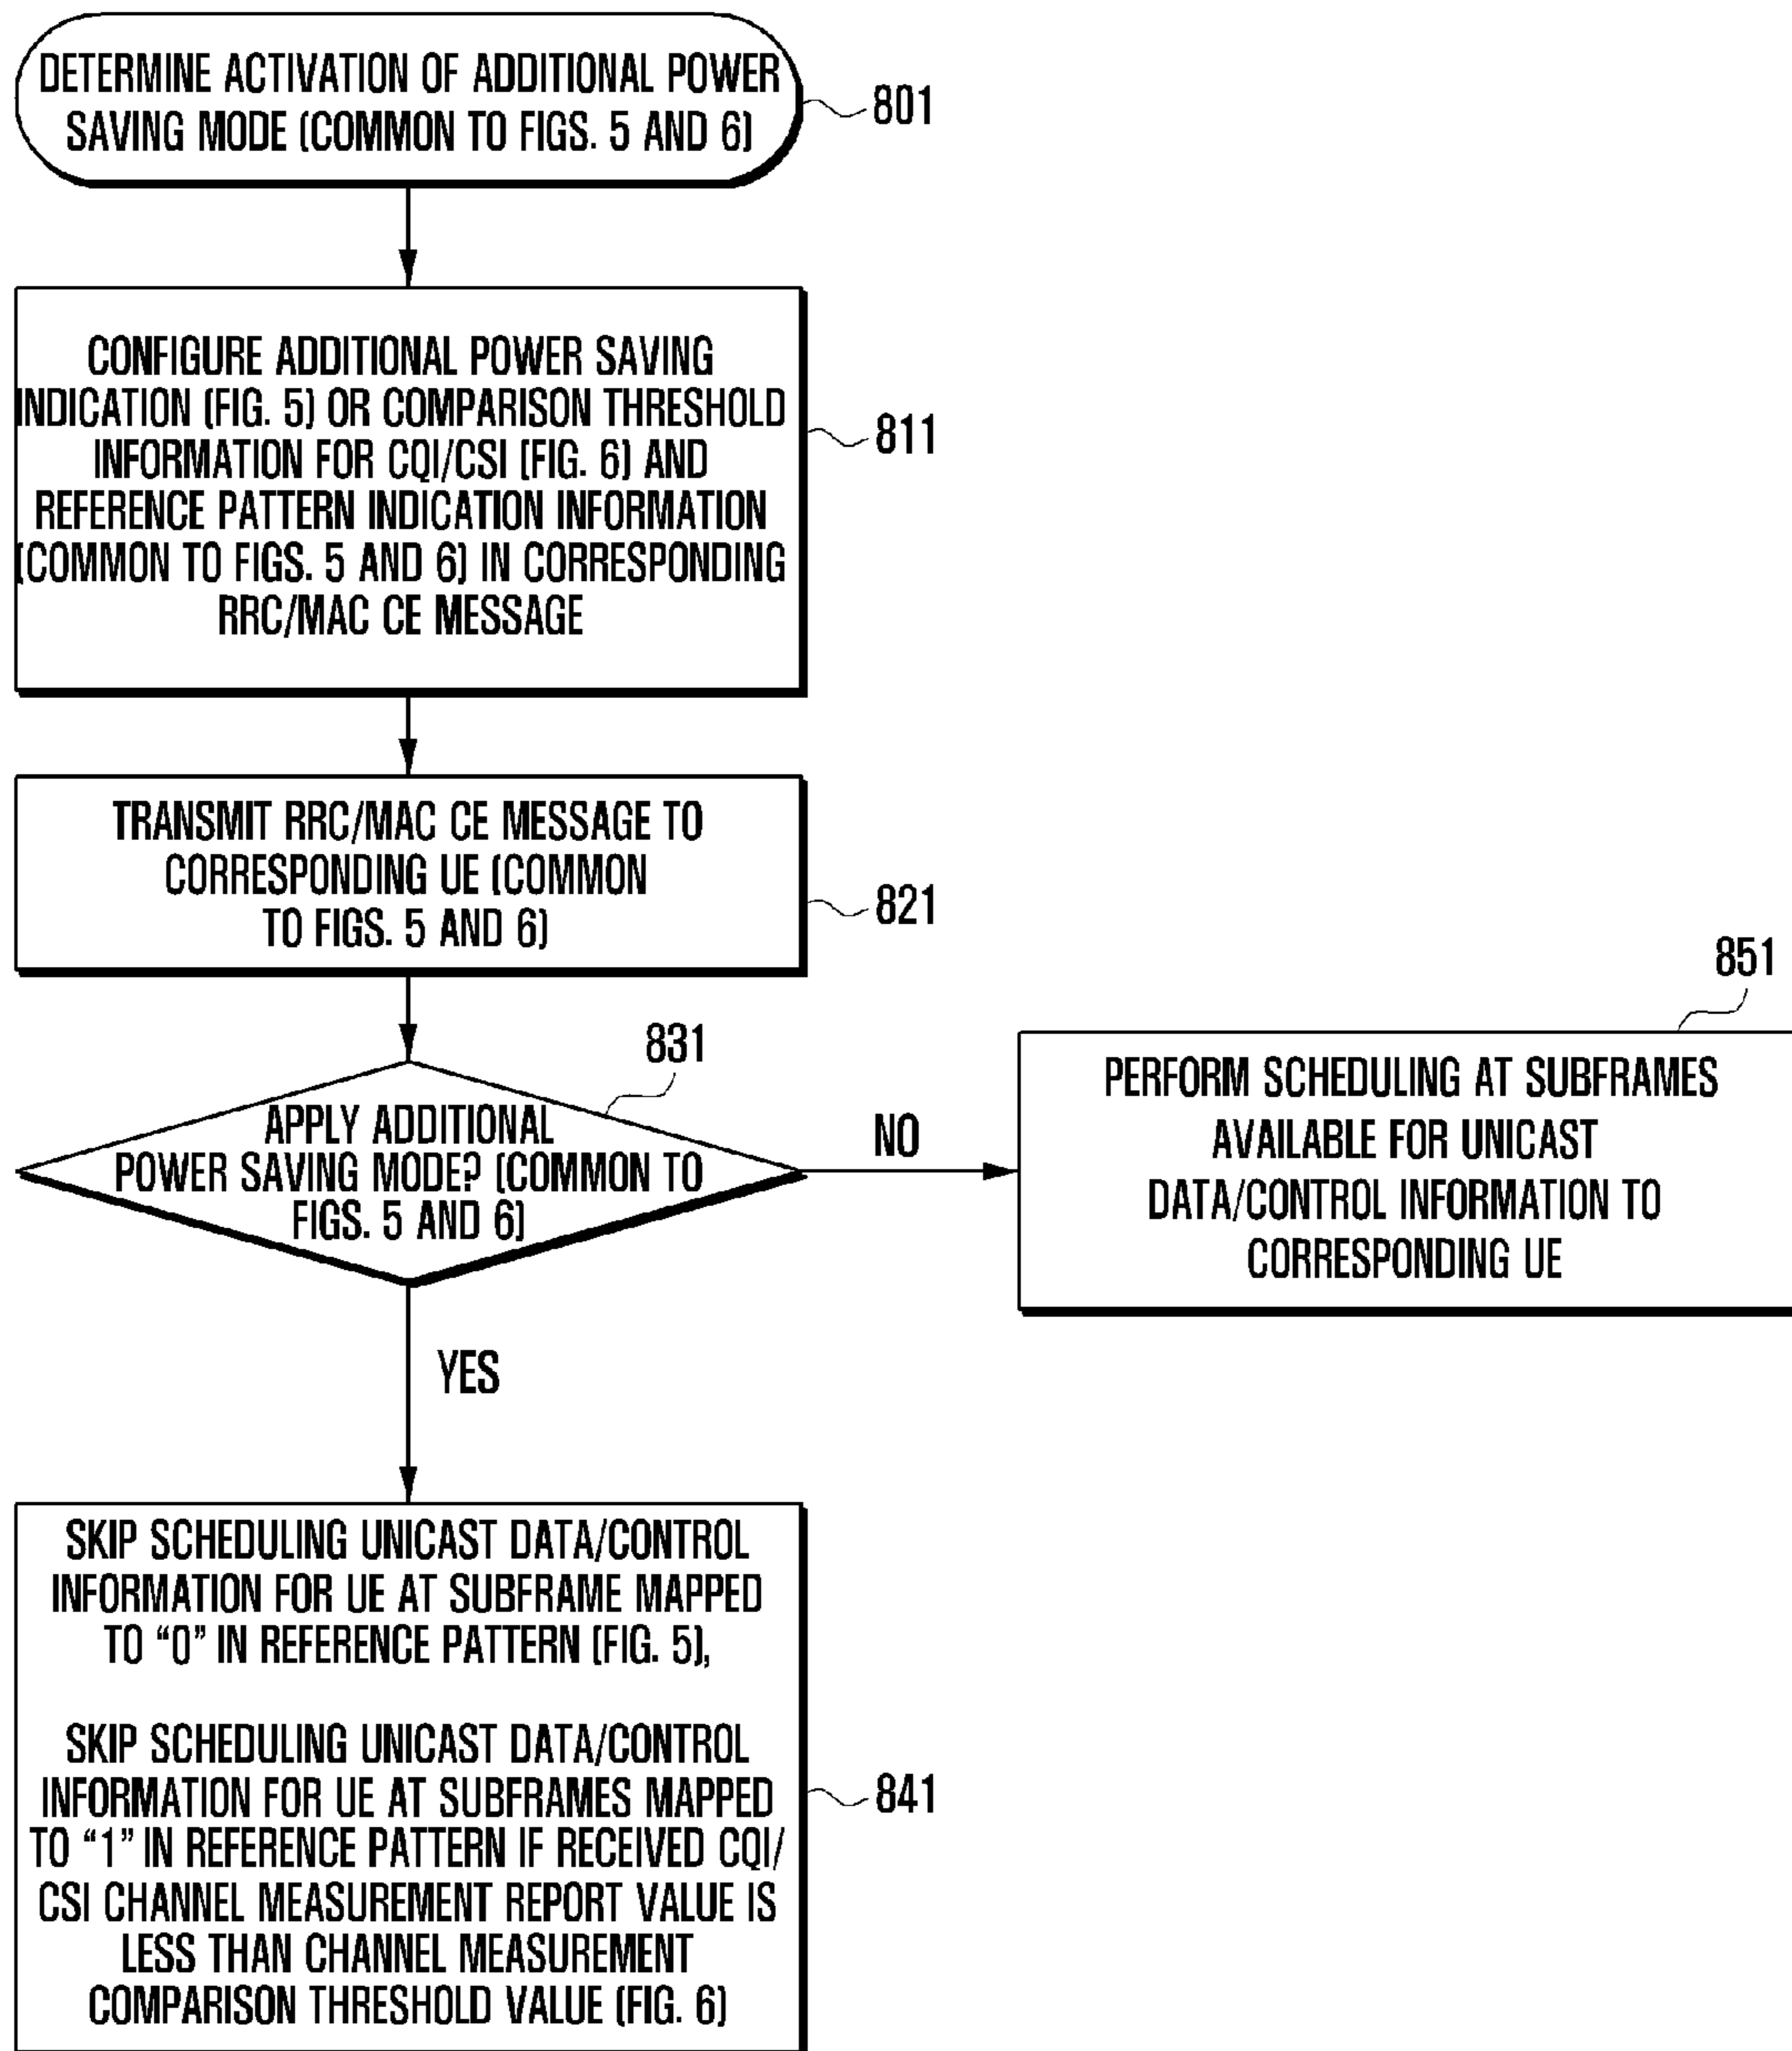 DETERMINE ACTIVATION OF ADDITIONAL POWER
SAVING MODE (COMMON TO FIGS. 5 AND 6)
801
CONFIGURE ADDITIONAL POWER SAVING
INDICATION (FIG. 5) OR COMPARISON THRESHOLD
INFORMATION FOR CQI/CSI (FIG. 6) AND
REFERENCE PATTERN INDICATION INFORMATION
(COMMON TO FIGS. 5 AND 6) IN CORRESPONDING
RRC/MAC CE MESSAGE
811
TRANSMIT RRC/MAC CE MESSAGE TO
CORRESPONDING UE (COMMON
TO FIGS. 5 AND 6)
821
831
APPLY ADDITIONAL
POWER SAVING MODE? (COMMON TO
FIGS. 5 AND 6)
NO
851
PERFORM SCHEDULING AT SUBFRAMES
AVAILABLE FOR UNICAST
DATA/CONTROL INFORMATION TO
CORRESPONDING UE
YES
SKIP SCHEDULING UNICAST DATA/CONTROL
INFORMATION FOR UE AT SUBFRAME MAPPED
TO “0” IN REFERENCE PATTERN (FIG. 5),
SKIP SCHEDULING UNICAST DATA/CONTROL
INFORMATION FOR UE AT SUBFRAMES MAPPED
TO “1” IN REFERENCE PATTERN IF RECEIVED CQI/
CSI CHANNEL MEASUREMENT REPORT VALUE IS
LESS THAN CHANNEL MEASUREMENT
COMPARISON THRESHOLD VALUE (FIG. 6)
841